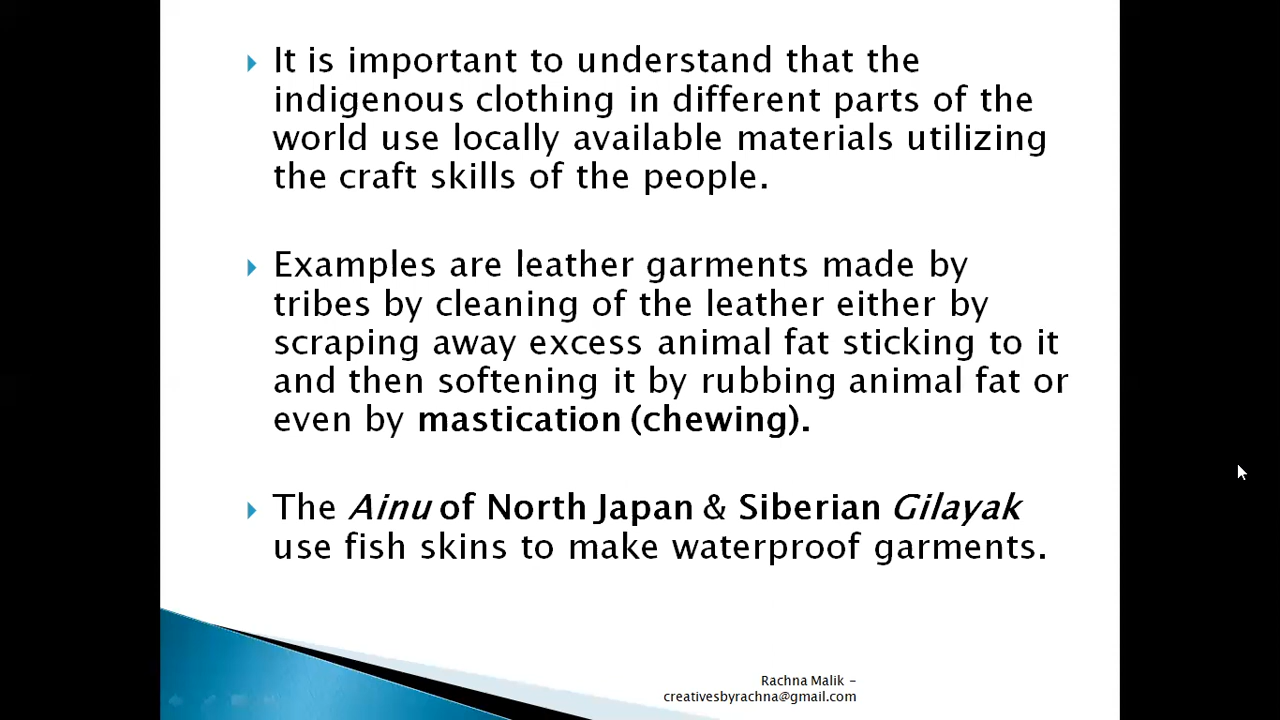 It is important to understand that the
indigenous clothing in different parts of the
world use locally available materials utilizing
the craft skills of the people.
Examples are leather garments made by
tribes by cleaning of the leather either by
scraping away excess animal fat sticking to it
and then softening it by rubbing animal fat or
even by mastication (chewing).
The Ainu of North Japan & Siberian Gilayak
use fish skins to make waterproof garments.
Rachna Malik –
creativesbyrachna@gmail.com